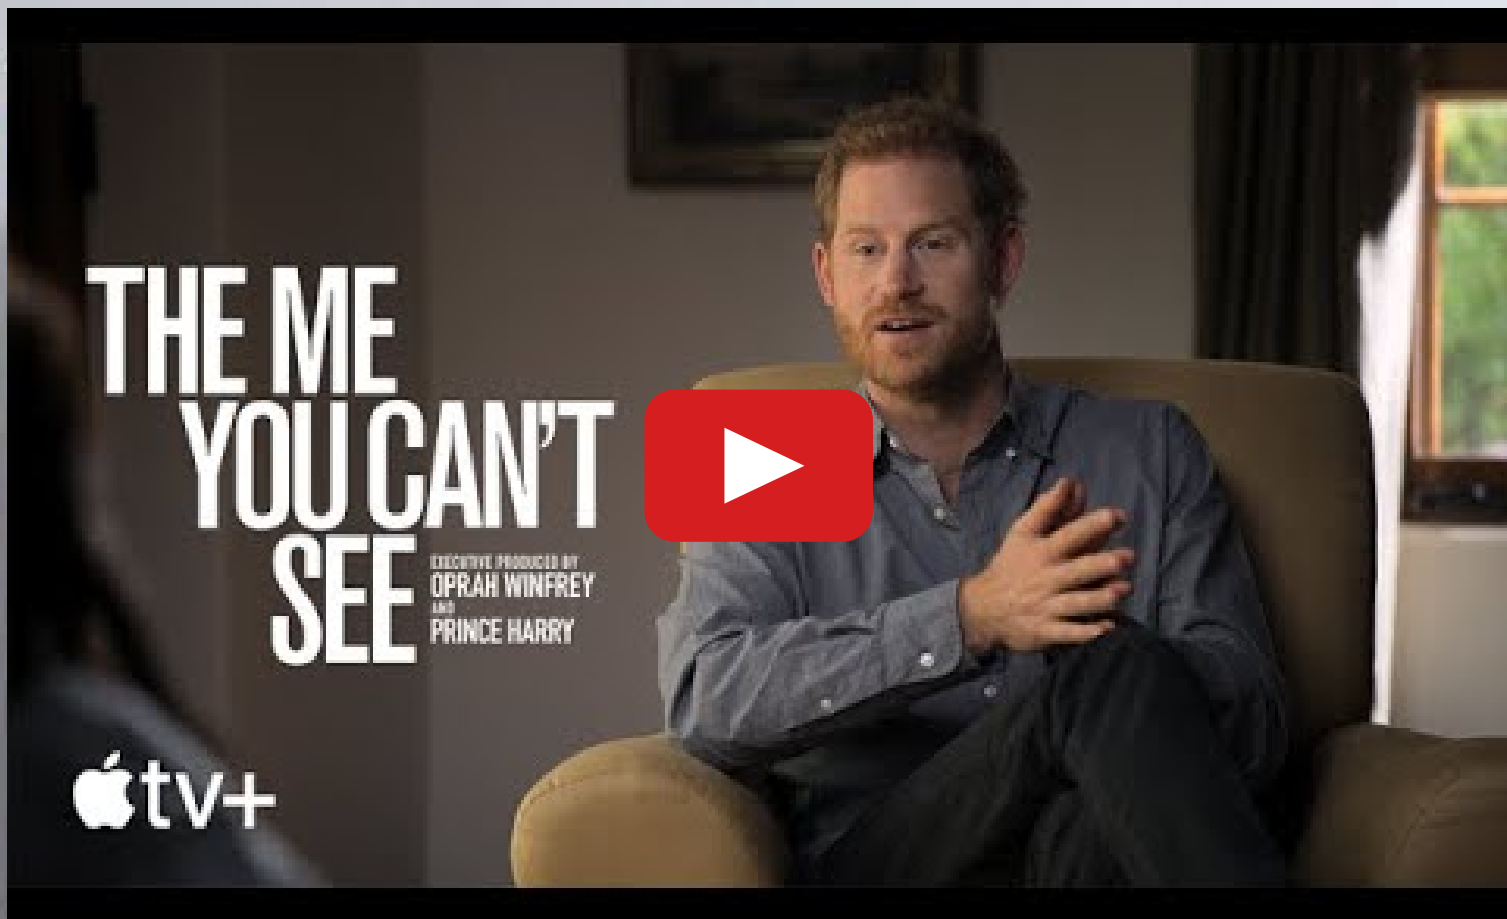 THE ME
YOU CAN'T
SEE
EXECUTIVE PRODUCED BY
OPRAH WINFREY
AND
PRINCE HARRY
tv+